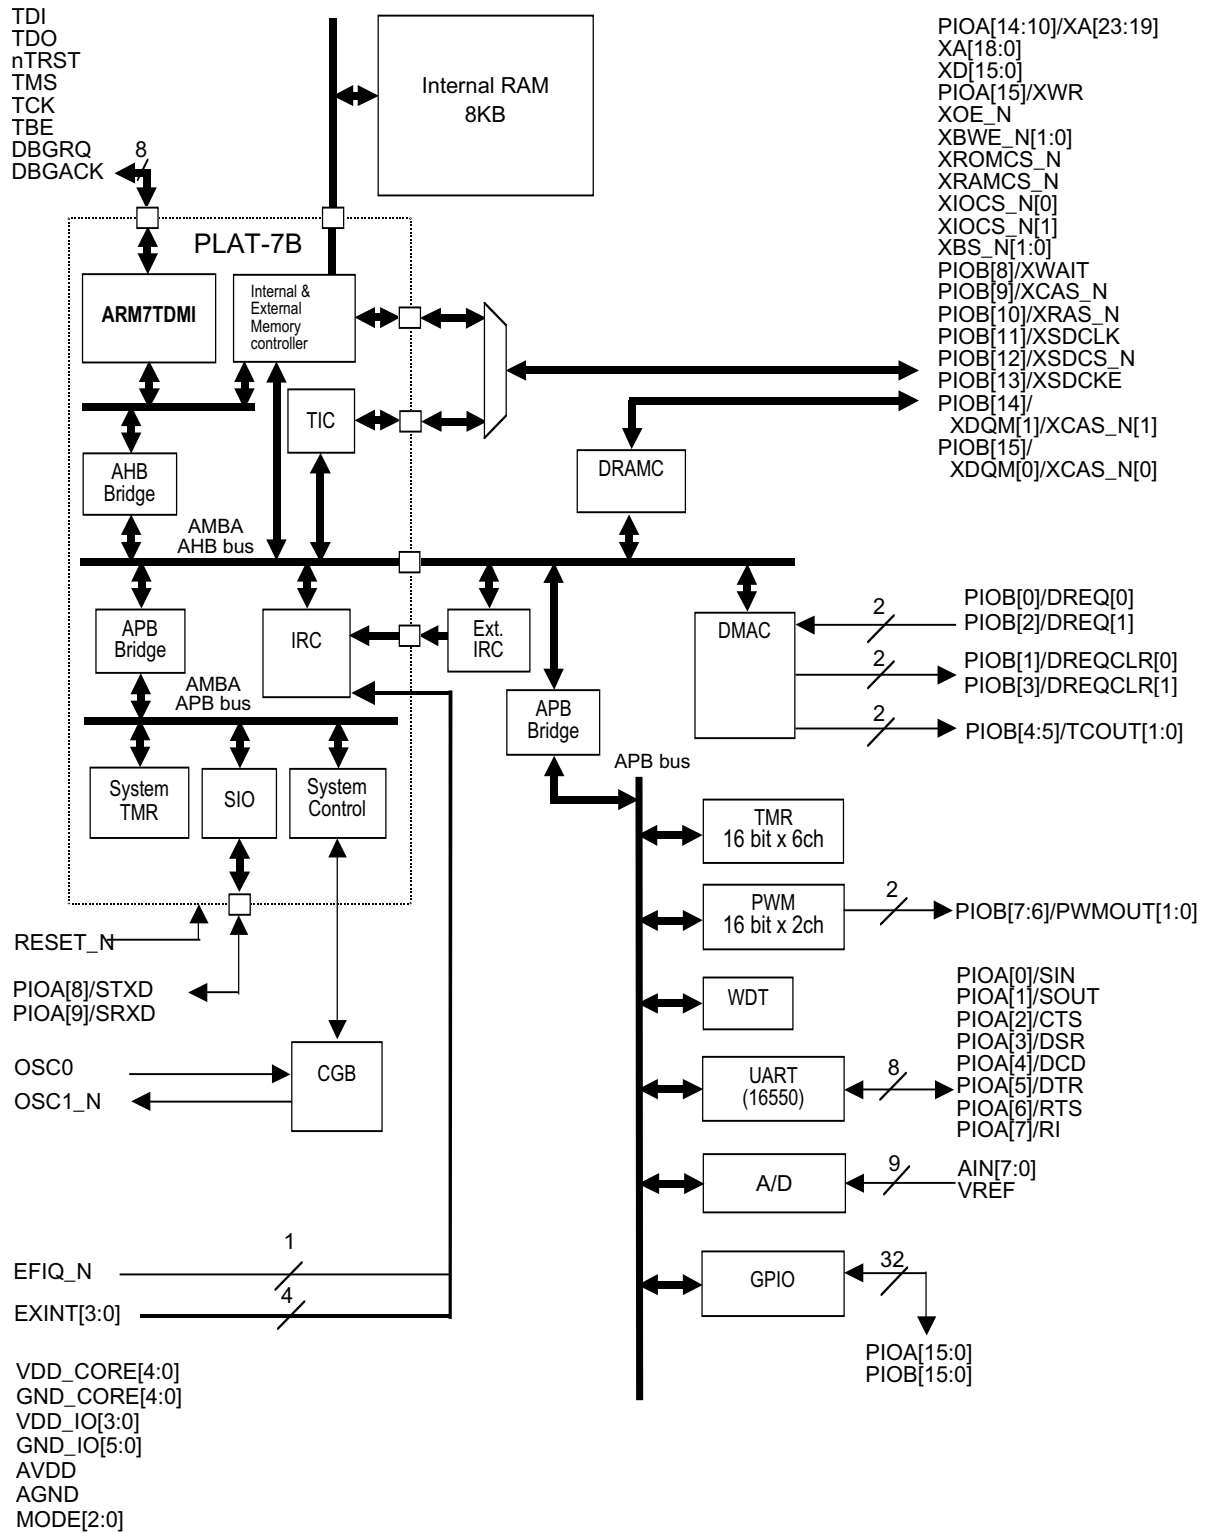 TDI
TDO
nTRST
TMS
TCK
TBE
DBGRQ
8
DBGACK
Internal RAM
8KB
PIOA[14:10]/XA[23:19]
XA[18:0]
XD[15:0]
PIOA[15]/XWR
XOE_N
XBWE_N[1:0]
XROMCS_N
XRAMCS_N
XIOCS_N[0]
XIOCS_N[1]
XBS_N[1:0]
PIOB[8]/XWAIT
PIOB[9]/XCAS_N
PIOB[10]/XRAS_N
PIOB[11]/XSDCLK
PIOB[12]/XSDCS_N
PIOB[13]/XSDCKE
PIOB[14]/
XDQM[1]/XCAS_N[1]
PIOB[15]/
XDQM[0]/XCAS_N[0]
PLAT-7B
ARM7TDMI
Internal &
External
Memory
controller
TIC
AHB
Bridge
DRAMC
AMBA
AHB bus
APB
Bridge
IRC
Ext.
IRC
DMAC
2
PIOB[0]/DREQ[0]
PIOB[2]/DREQ[1]
2
PIOB[1]/DREQCLR[0]
PIOB[3]/DREQCLR[1]
2
PIOB[4:5]/TCOUT[1:0]
AMBA
APB bus
APB
Bridge
APB bus
System
TMR
SIO
System
Control
TMR
16 bit x 6ch
PWM
16 bit x 2ch
2
PIOB[7:6]/PWMOUT[1:0]
RESET_N
PIOA[8]/STXD
PIOA[9]/SRXD
WDT
PIOA[0]/SIN
PIOA[1]/SOUT
PIOA[2]/CTS
PIOA[3]/DSR
PIOA[4]/DCD
PIOA[5]/DTR
PIOA[6]/RTS
PIOA[7]/RI
OSC0
OSC1_N
CGB
UART
(16550)
8
A/D
9
AIN[7:0]
VREF
EFIQ_N
1
EXINT[3:0]
4
GPIO
32
PIOA[15:0]
PIOB[15:0]
VDD_CORE[4:0]
GND_CORE[4:0]
VDD_IO[3:0]
GND_IO[5:0]
AVDD
AGND
MODE[2:0]